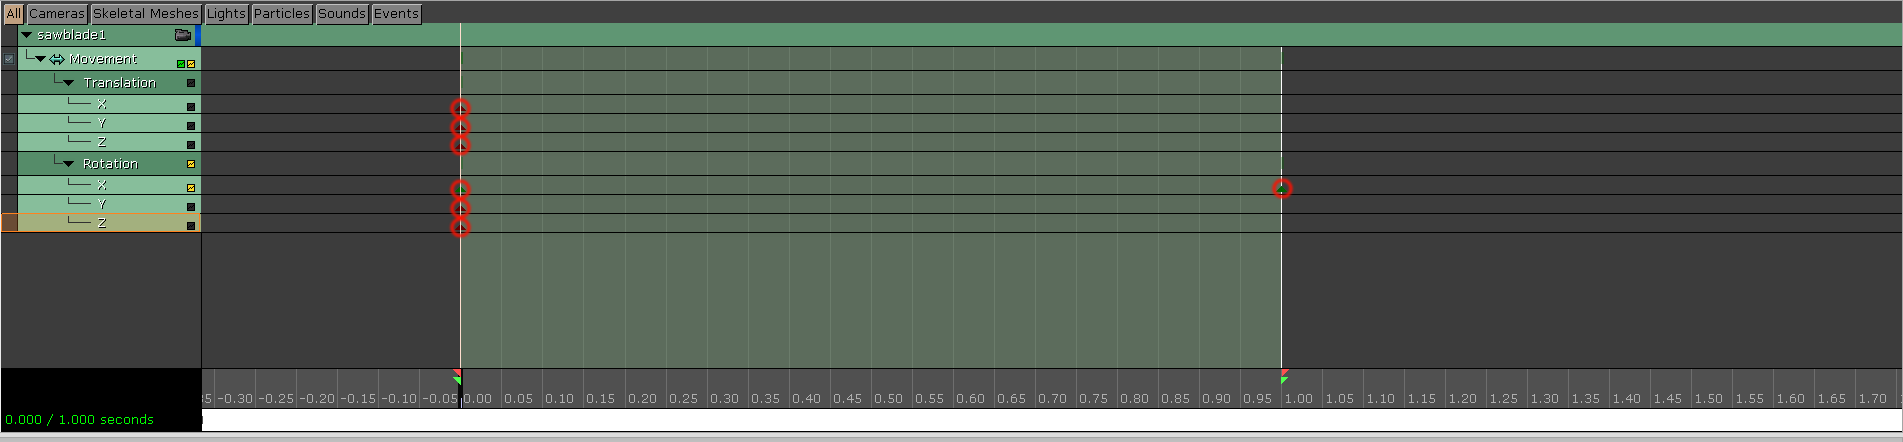 All Cameras Skeletal Meshes Lights Particles Sounds Events
sawblade1
Movement
Translation
X
Y
Z
Rotation
X
Y
Z
-0.30 -0.25 -0.20 -0.15 -0.10 -0.05 0.00 0.05 0.10 0.15 0.20 0.25 0.30 0.35 0.40 0.45 0.50 0.55 0.60 0.65 0.70 0.75 0.80 0.85 0.90 0.95 1.00 1.05 1.10 1.15 1.20 1.25 1.30 1.35 1.40 1.45 1.50 1.55 1.60 1.65 1.70
0.000 / 1.000 seconds